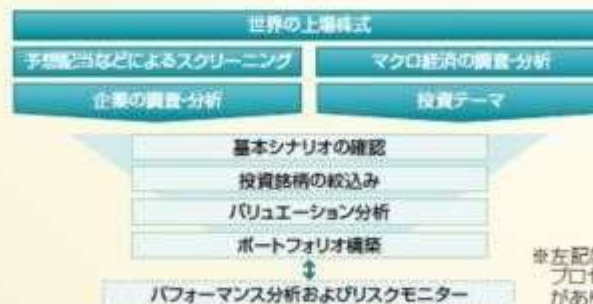 世界の上場株式
予想配当などによるスクリーニング
マクロ経済の調査・分析
企業の調査・分析
投資テーマ
基本シナリオの確認
投資銘柄の絞込み
バリュエーション分析
ポートフォリオ構築
パフォーマンス分析およびリスクモニター
※左記
プロセ
があり